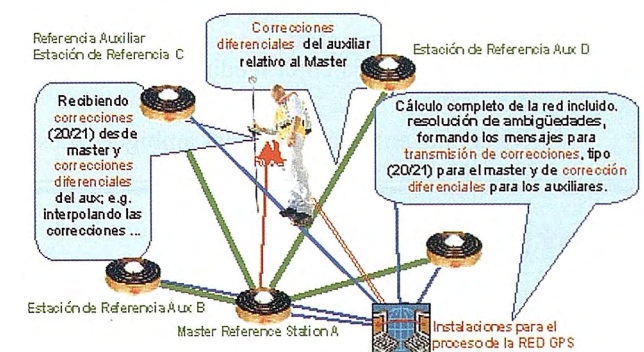 Referencia Auxiliar
Estación de Referencia C
Correcciones
diferenciales del auxiliar
relativo al Master
Estación de Referencia Aux D
Recibiendo
correcciones
(20/21) desde
master y
correcciones
diferenciales
del aux; e.g.
interpolando las
correcciones ...
Rover
Cálculo completo de la red incluido.
resolución de ambigüedades,
formando los mensajes para
transmisión de correcciones, tipo
(20/21) para el master y de corrección
diferenciales para los auxiliares.
Estación de Referencia Aux B
Master Reference Station A
Instalaciones para el
proceso de la RED GPS